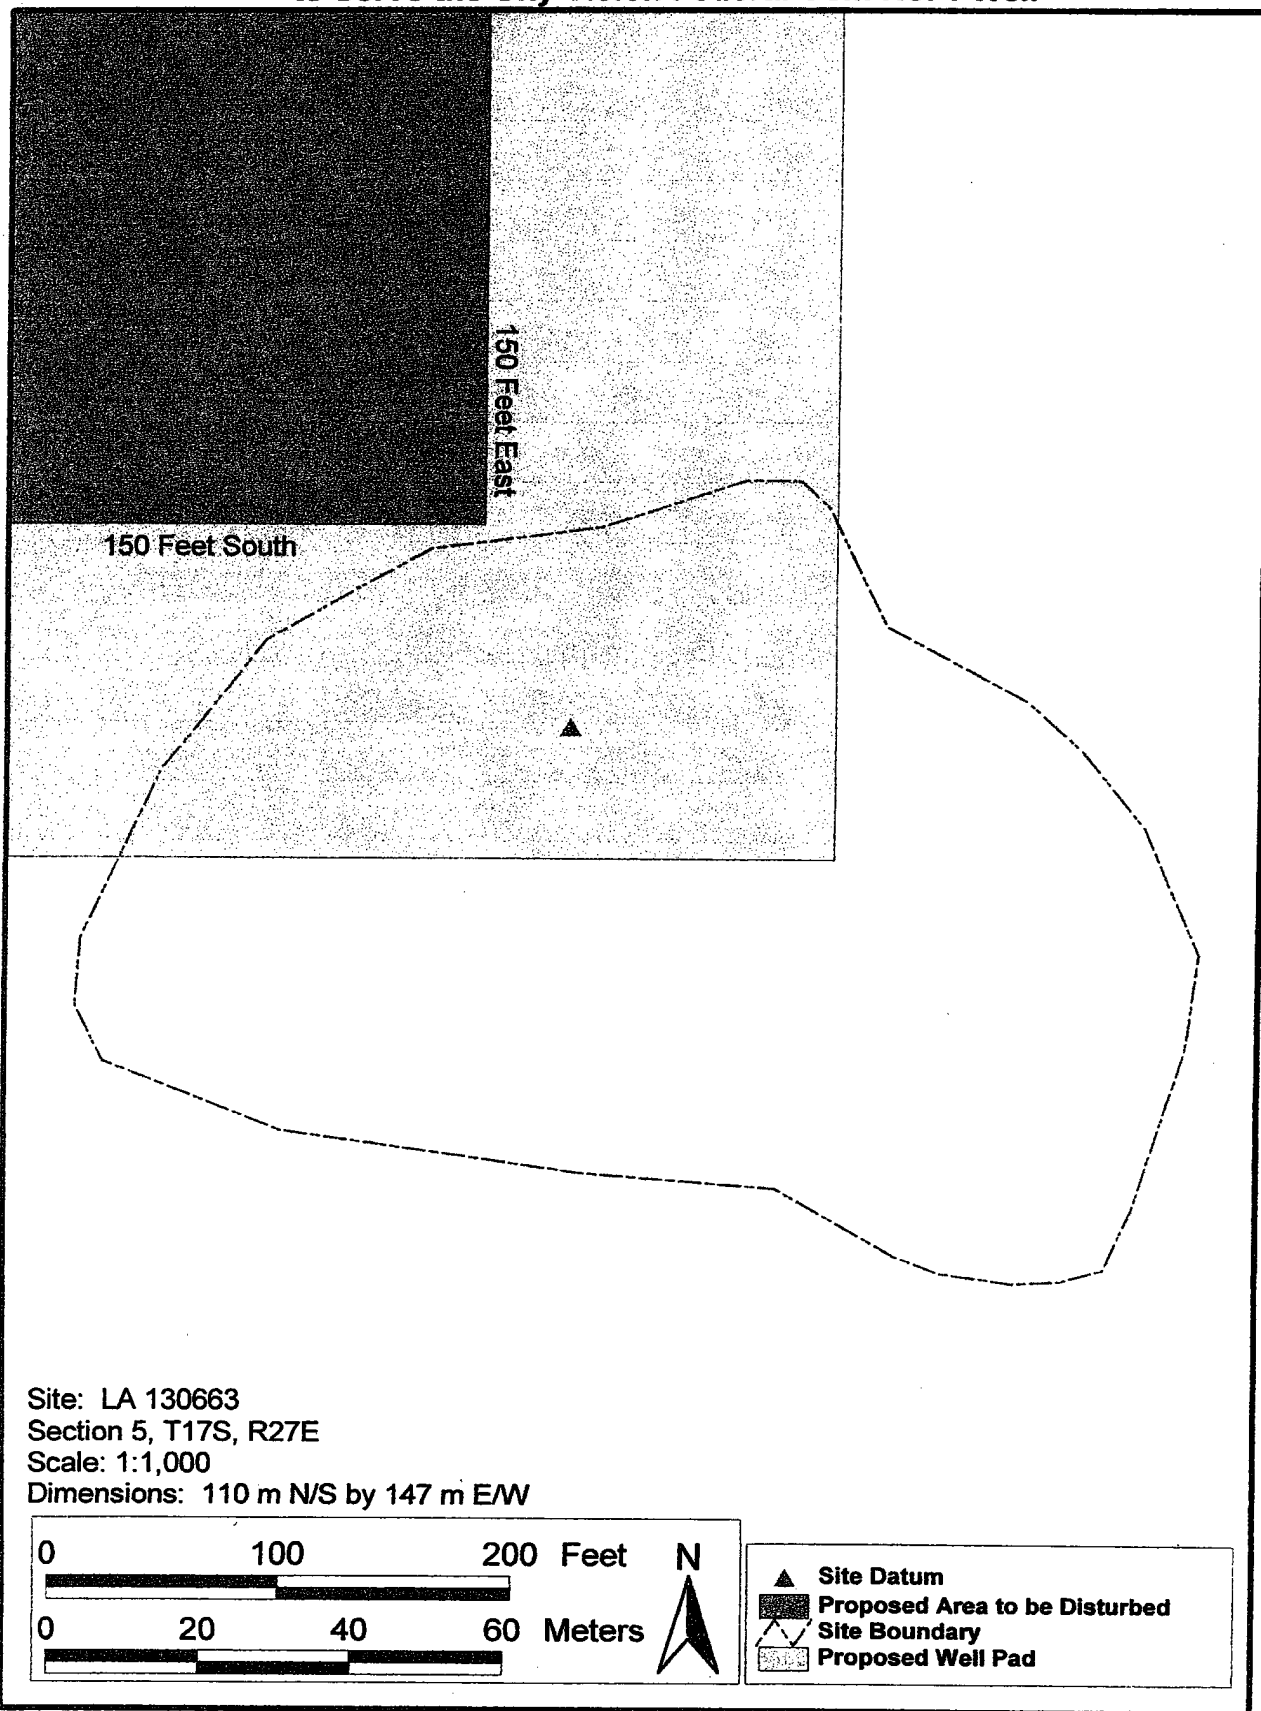 150 Feet East
150 Feet South
Site: LA 130663
Section 5, T17S, R27E
Scale: 1:1,000
Dimensions: 110 m N/S by 147 m E/W
0 100 200 Feet
N
0 20 40 60 Meters
Site Datum
Proposed Area to be Disturbed
Site Boundary
Proposed Well Pad